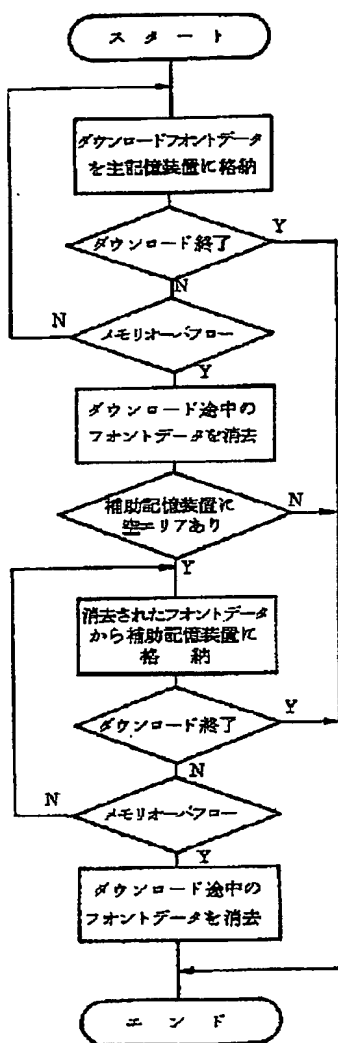 スタート
ダウンロードフォントデータ
を主記憶装置に格納
ダウンロード終了
Y
N
メモリオーバフロー
N
Y
ダウンロード途中の
フォントデータを消去
補助記憶装置に
空エリアあり
N
Y
消去されたフォントデータ
から補助記憶装置に
格納
ダウンロード終了
Y
N
メモリオーバフロー
N
Y
ダウンロード途中の
フォントデータを消去
エンド